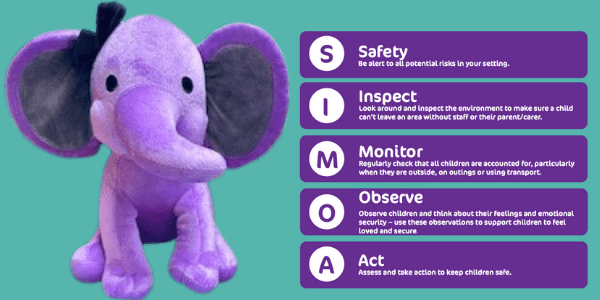 S
Safety
Be alert to all potential risks in your setting.
I
Inspect
Look around and inspect the environment to make sure a child
can't leave an area without staff or their parent/carer.
M
Monitor
Regularly check that all children are accounted for, particularly
when they are outside, on outings or using transport.
O
Observe
Observe children and think about their feelings and emotional
security – use these observations to support children to feel
loved and secure
A
Act
Assess and take action to keep children safe.